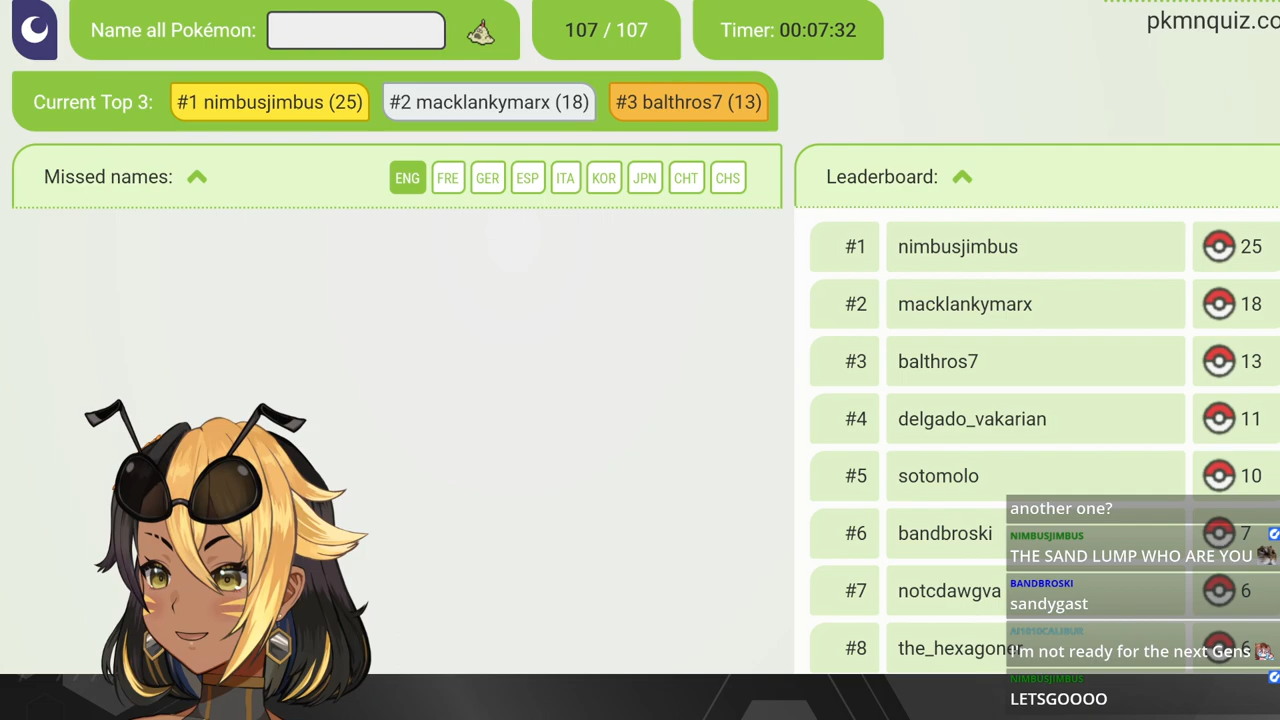 Name all Pokémon:
107 / 107
Timer: 00:07:32
pkmnquiz.co
Current Top 3:
#1 nimbusjimbus (25)
#2 macklankymarx (18)
#3 balthros7 (13)
Missed names:
ENG
FRE
GER
ESP
ITA
KOR
JPN
CHT
CHS
Leaderboard:
#1 nimbusjimbus 25
#2 macklankymarx 18
#3 balthros7 13
#4 delgado_vakarian 11
#5 sotomolo 10
#6 bandbroski 7
#7 notcdawgva 6
#8 the_hexagone 6
another one?
NIMBUSJIMBUS
THE SAND LUMP WHO ARE YOU
BANDBROSKI
sandygast
I'm not ready for the next Gens
NIMBUSJIMBUS
LETSGOOOO